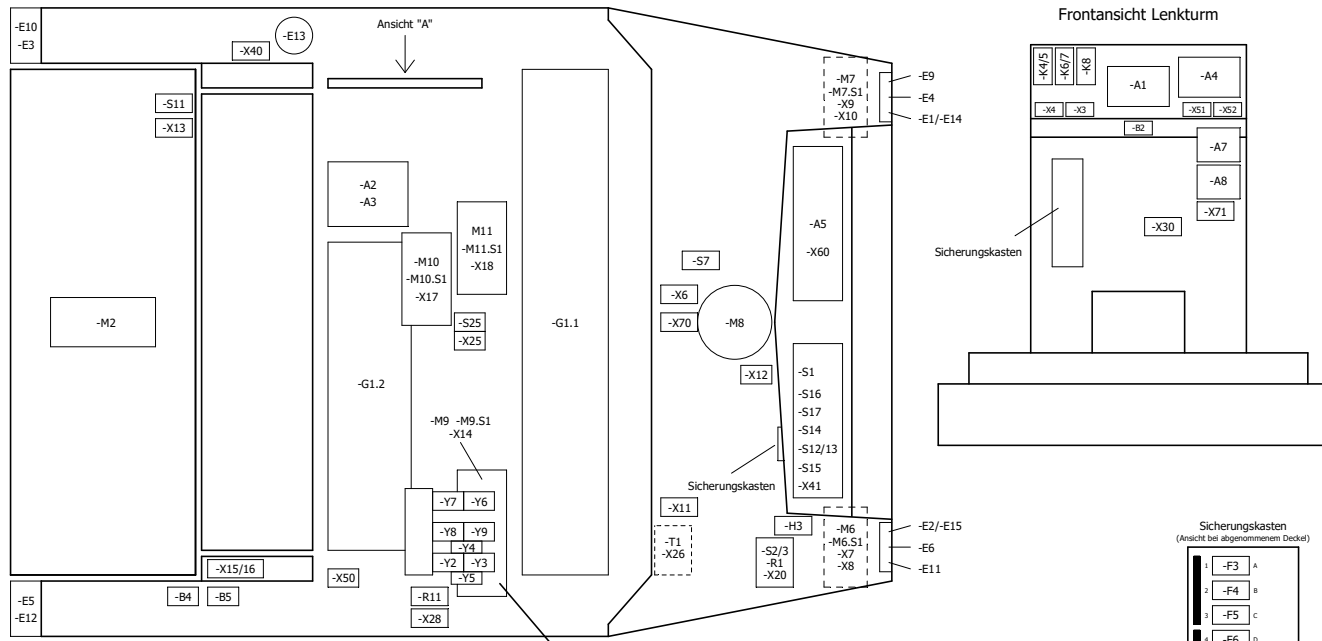 -E10
-E3
-X40
-E13
Ansicht "A"
-S11
-X13
-A2
-A3
M11
-M11.S1
-X18
-M10
-M10.S1
-X17
-S25
-X25
-M2
-G1.2
-G1.1
-M9 -M9.S1
-X14
-Y7
-Y6
-Y8
-Y9
-Y4
-Y2
-Y3
-Y5
-X15/16
-X50
-B4
-B5
-R11
-X28
-E5
-E12
-M7
-M7.S1
-X9
-X10
-E9
-E4
-E1/-E14
-A5
-X60
-S7
-X6
-X70
-M8
-X12
-S1
-S16
-S17
-S14
-S12/13
-S15
-X41
Sicherungskasten
-X11
-T1
-X26
-H3
-S2/3
-R1
-X20
-M6
-M6.S1
-X7
-X8
-E2/-E15
-E6
-E11
Frontansicht Lenkturm
-K4/5
-K6/7
-K8
-A1
-A4
-X4
-X3
-X51
-X52
-B2
-A7
-A8
-X71
-X30
Sicherungskasten
Sicherungskasten
(Ansicht bei abgenommenem Deckel)
1 -F3 A
2 -F4 B
3 -F5 C
4 -F6 D